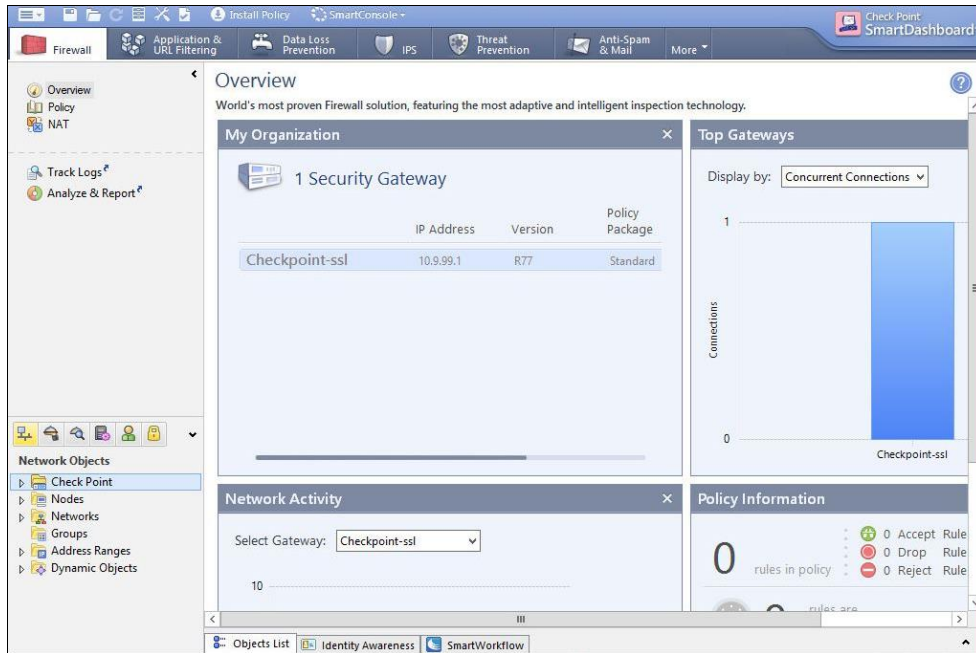 Install Policy
SmartConsole
Check Point
SmartDashboard
Firewall
Application &
URL Filtering
Data Loss
Prevention
IPS
Threat
Prevention
Anti-Spam
& Mail
More
Overview
Policy
NAT
Track Logs
Analyze & Report
Network Objects
Check Point
Nodes
Networks
Groups
Address Ranges
Dynamic Objects
Overview
World's most proven Firewall solution, featuring the most adaptive and intelligent inspection technology.
My Organization
1 Security Gateway
IP Address Version Policy Package
Checkpoint-ssl 10.9.99.1 R77 Standard
Top Gateways
Display by: Concurrent Connections
1
Connections
0
Checkpoint-ssl
Network Activity
Select Gateway: Checkpoint-ssl
10
Policy Information
0 rules in policy
0 Accept Rule
0 Drop Rule
0 Reject Rule
rules are
Objects List Identity Awareness SmartWorkflow